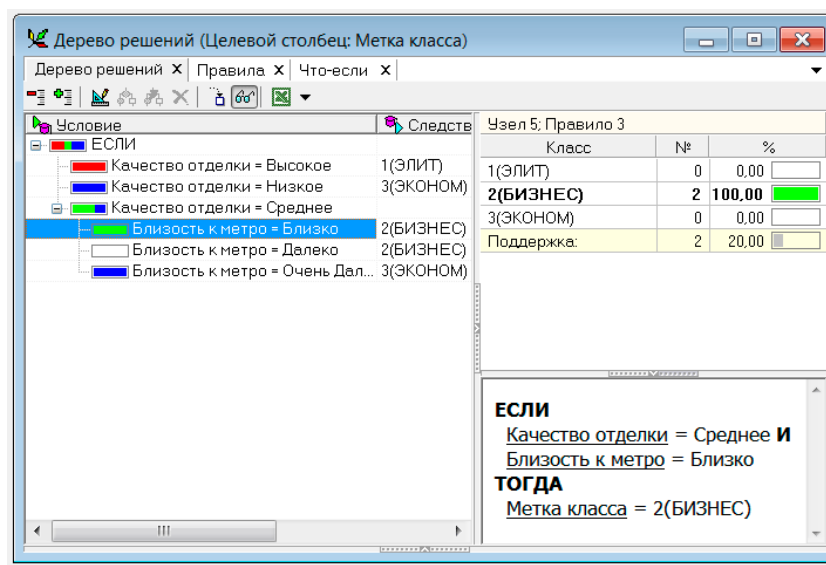 Дерево решений (Целевой столбец: Метка класса)
Дерево решений X Правила X Что-если X
Условие Следств
ЕСЛИ
Качество отделки = Высокое 1(ЭЛИТ)
Качество отделки = Низкое 3(ЭКОНОМ)
Качество отделки = Среднее
Близость к метро = Близко 2(БИЗНЕС)
Близость к метро = Далеко 2(БИЗНЕС)
Близость к метро = Очень Дал... 3(ЭКОНОМ)
Узел 5; Правило 3
Класс № %
1(ЭЛИТ) 0 0,00
2(БИЗНЕС) 2 100,00
3(ЭКОНОМ) 0 0,00
Поддержка: 2 20,00
ЕСЛИ
Качество отделки = Среднее И
Близость к метро = Близко
ТОГДА
Метка класса = 2(БИЗНЕС)